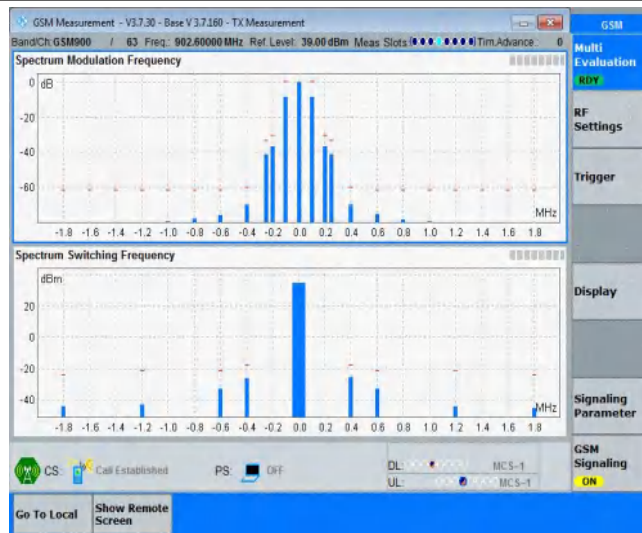 GSM Measurement - V3.7.30 - Base V 3.7.160 - TX Measurement
GSM
Band/Ch: GSM900 / 63 Freq.: 902.60000 MHz Ref. Level: 39.00 dBm Meas Slots Tim.Advance: 0
Multi
Evaluation
RDY
Spectrum Modulation Frequency
dB
0
-20
-40
-60
MHz
-1.8 -1.6 -1.4 -1.2 -1.0 -0.8 -0.6 -0.4 -0.2 0.0 0.2 0.4 0.6 0.8 1.0 1.2 1.4 1.6 1.8
RF
Settings
Trigger
Spectrum Switching Frequency
dBm
20
0
-20
-40
MHz
-1.8 -1.6 -1.4 -1.2 -1.0 -0.8 -0.6 -0.4 -0.2 0.0 0.2 0.4 0.6 0.8 1.0 1.2 1.4 1.6 1.8
Display
Signaling
Parameter
CS: Call Established PS: OFF
DL: MCS-1
UL: MCS-1
GSM
Signaling
ON
Go To Local
Show Remote
Screen